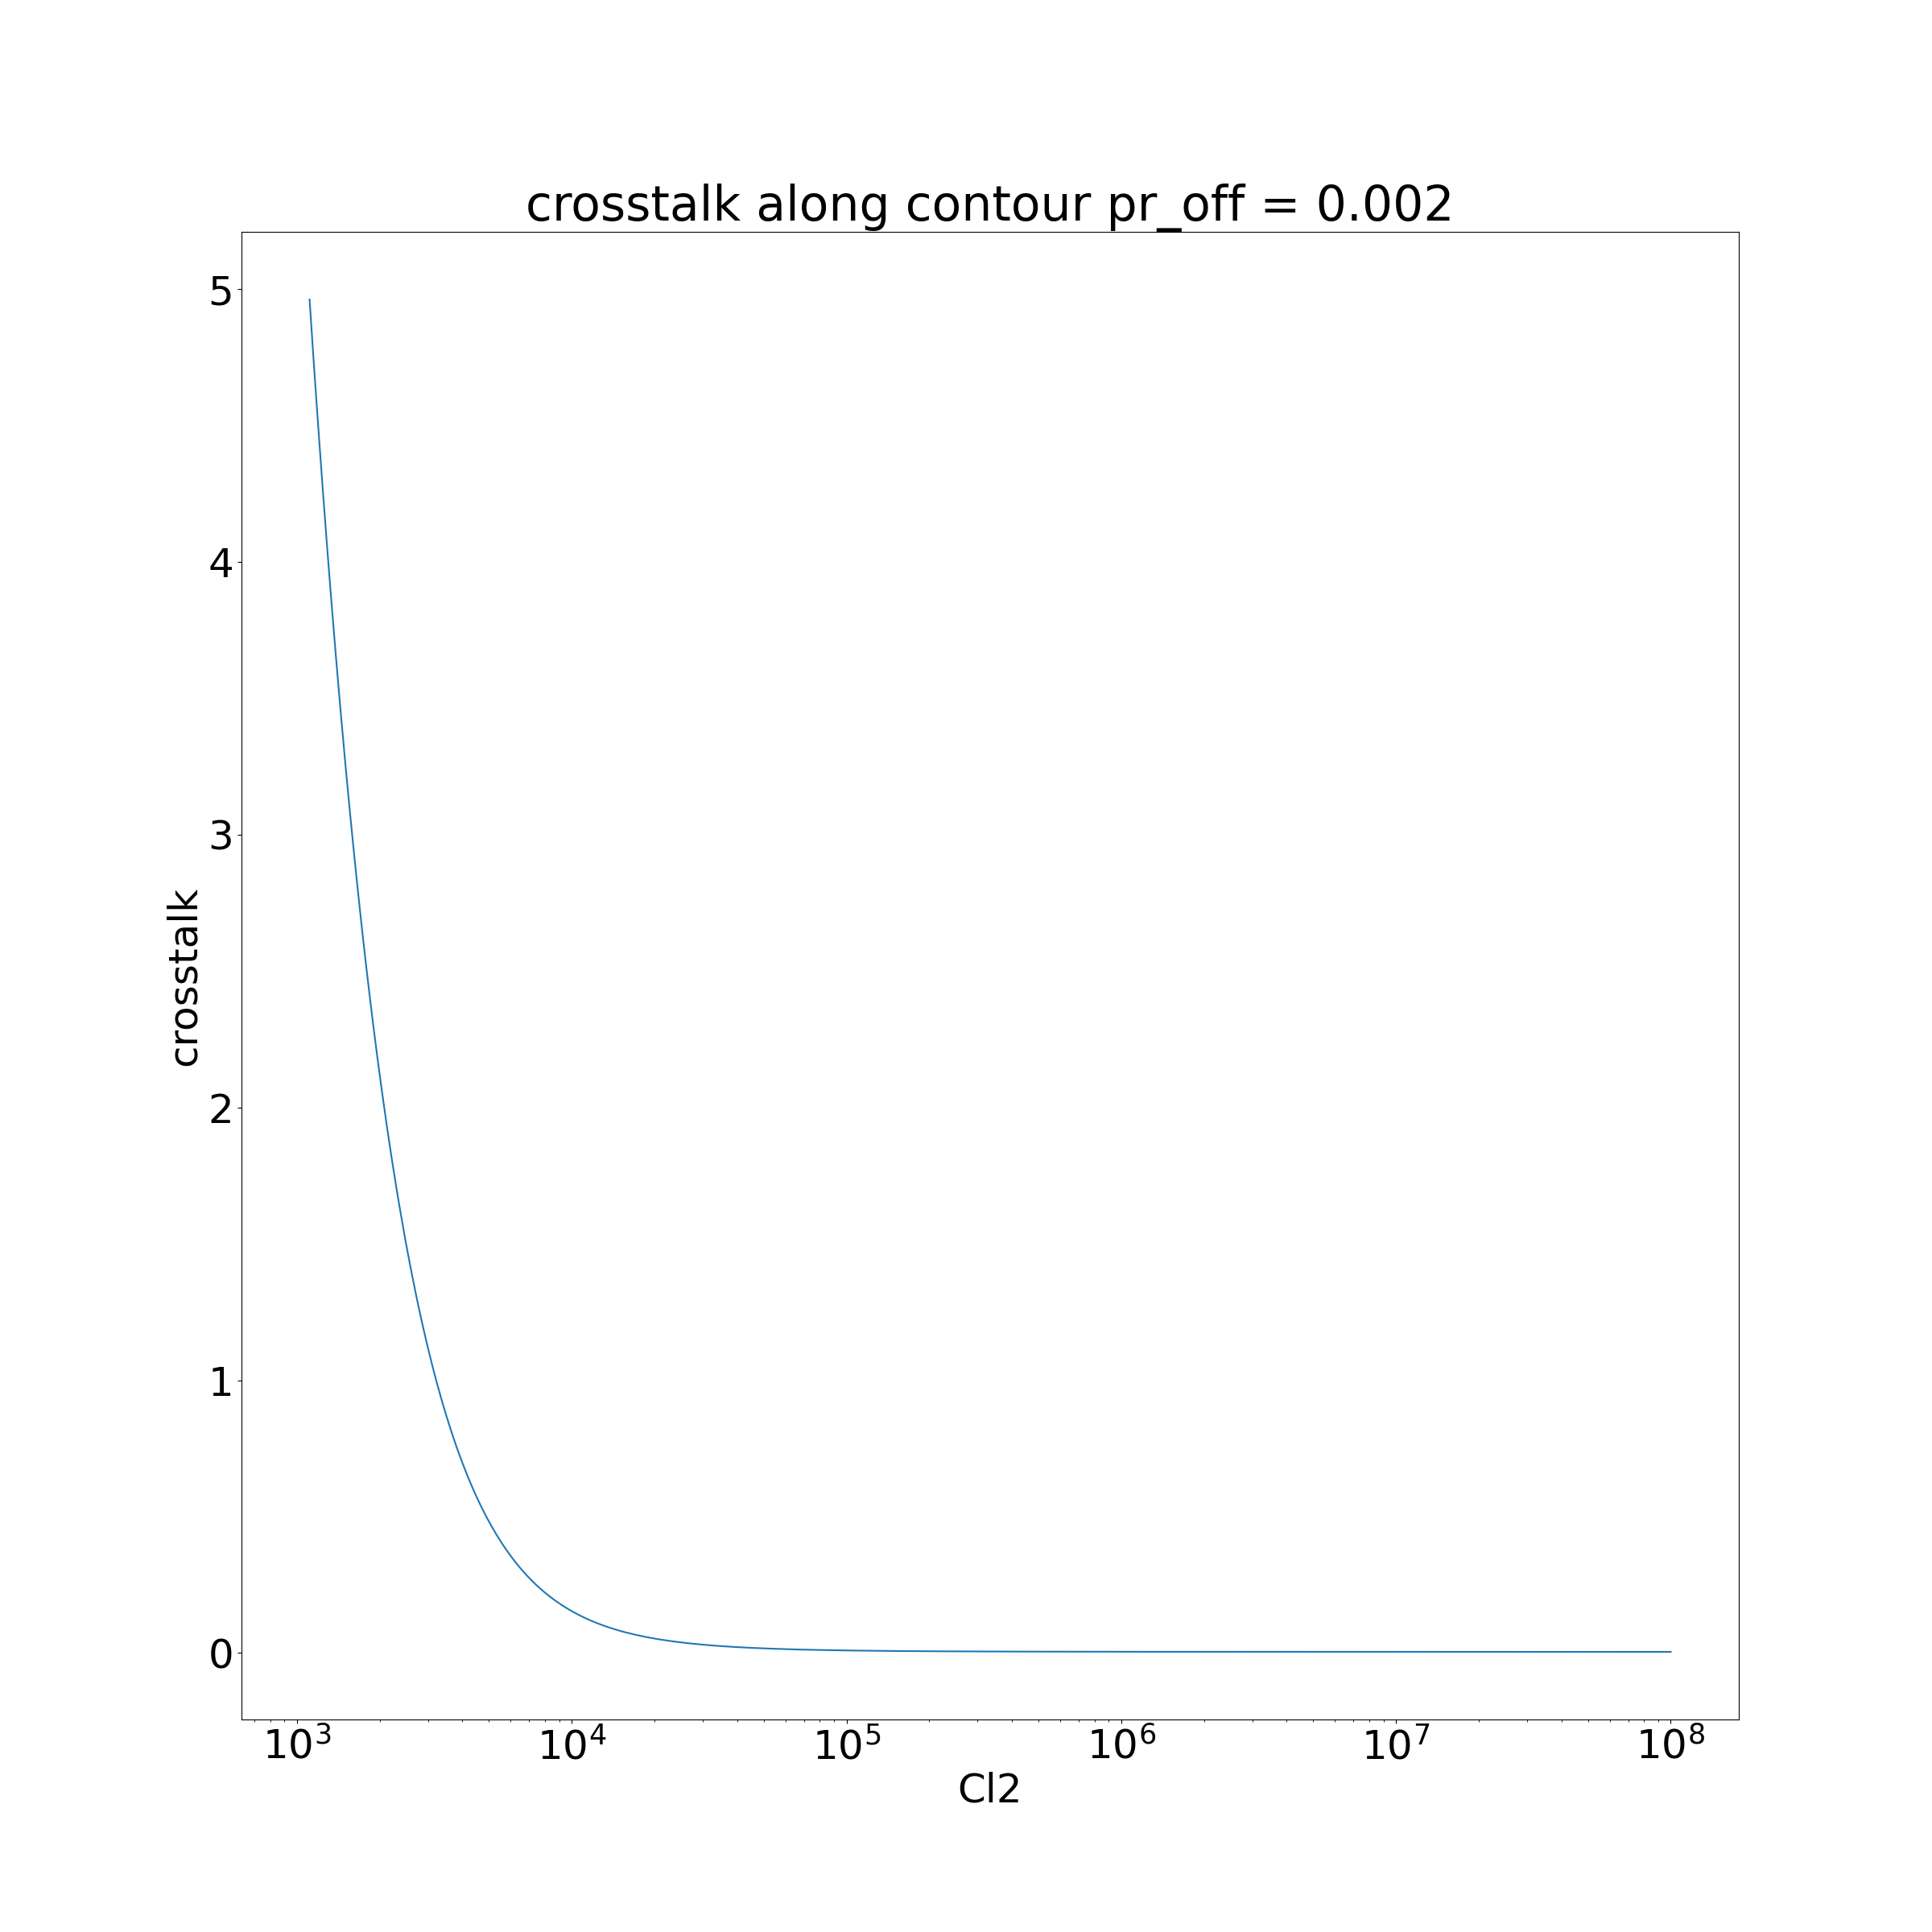 crosstalk along contour pr_off = 0.002
crosstalk
5
4
3
2
1
0
10³ 10⁴ 10⁵ 10⁶ 10⁷ 10⁸
Cl2